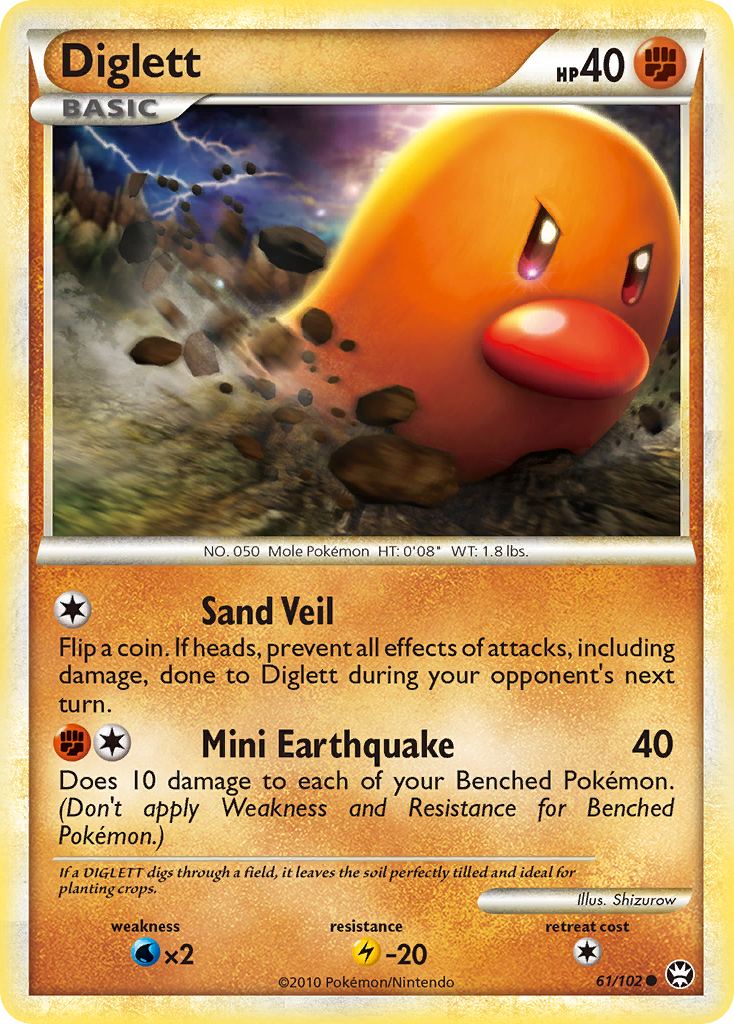 Diglett
HP40
BASIC
NO. 050 Mole Pokémon HT: 0'08" WT: 1.8 lbs.
Sand Veil
Flip a coin. If heads, prevent all effects of attacks, including
damage, done to Diglett during your opponent's next
turn.
Mini Earthquake 40
Does 10 damage to each of your Benched Pokémon.
(Don't apply Weakness and Resistance for Benched
Pokémon.)
If a DIGLETT digs through a field, it leaves the soil perfectly tilled and ideal for
planting crops.
Illus. Shizurow
weakness resistance retreat cost
×2 -20
©2010 Pokémon/Nintendo 61/102